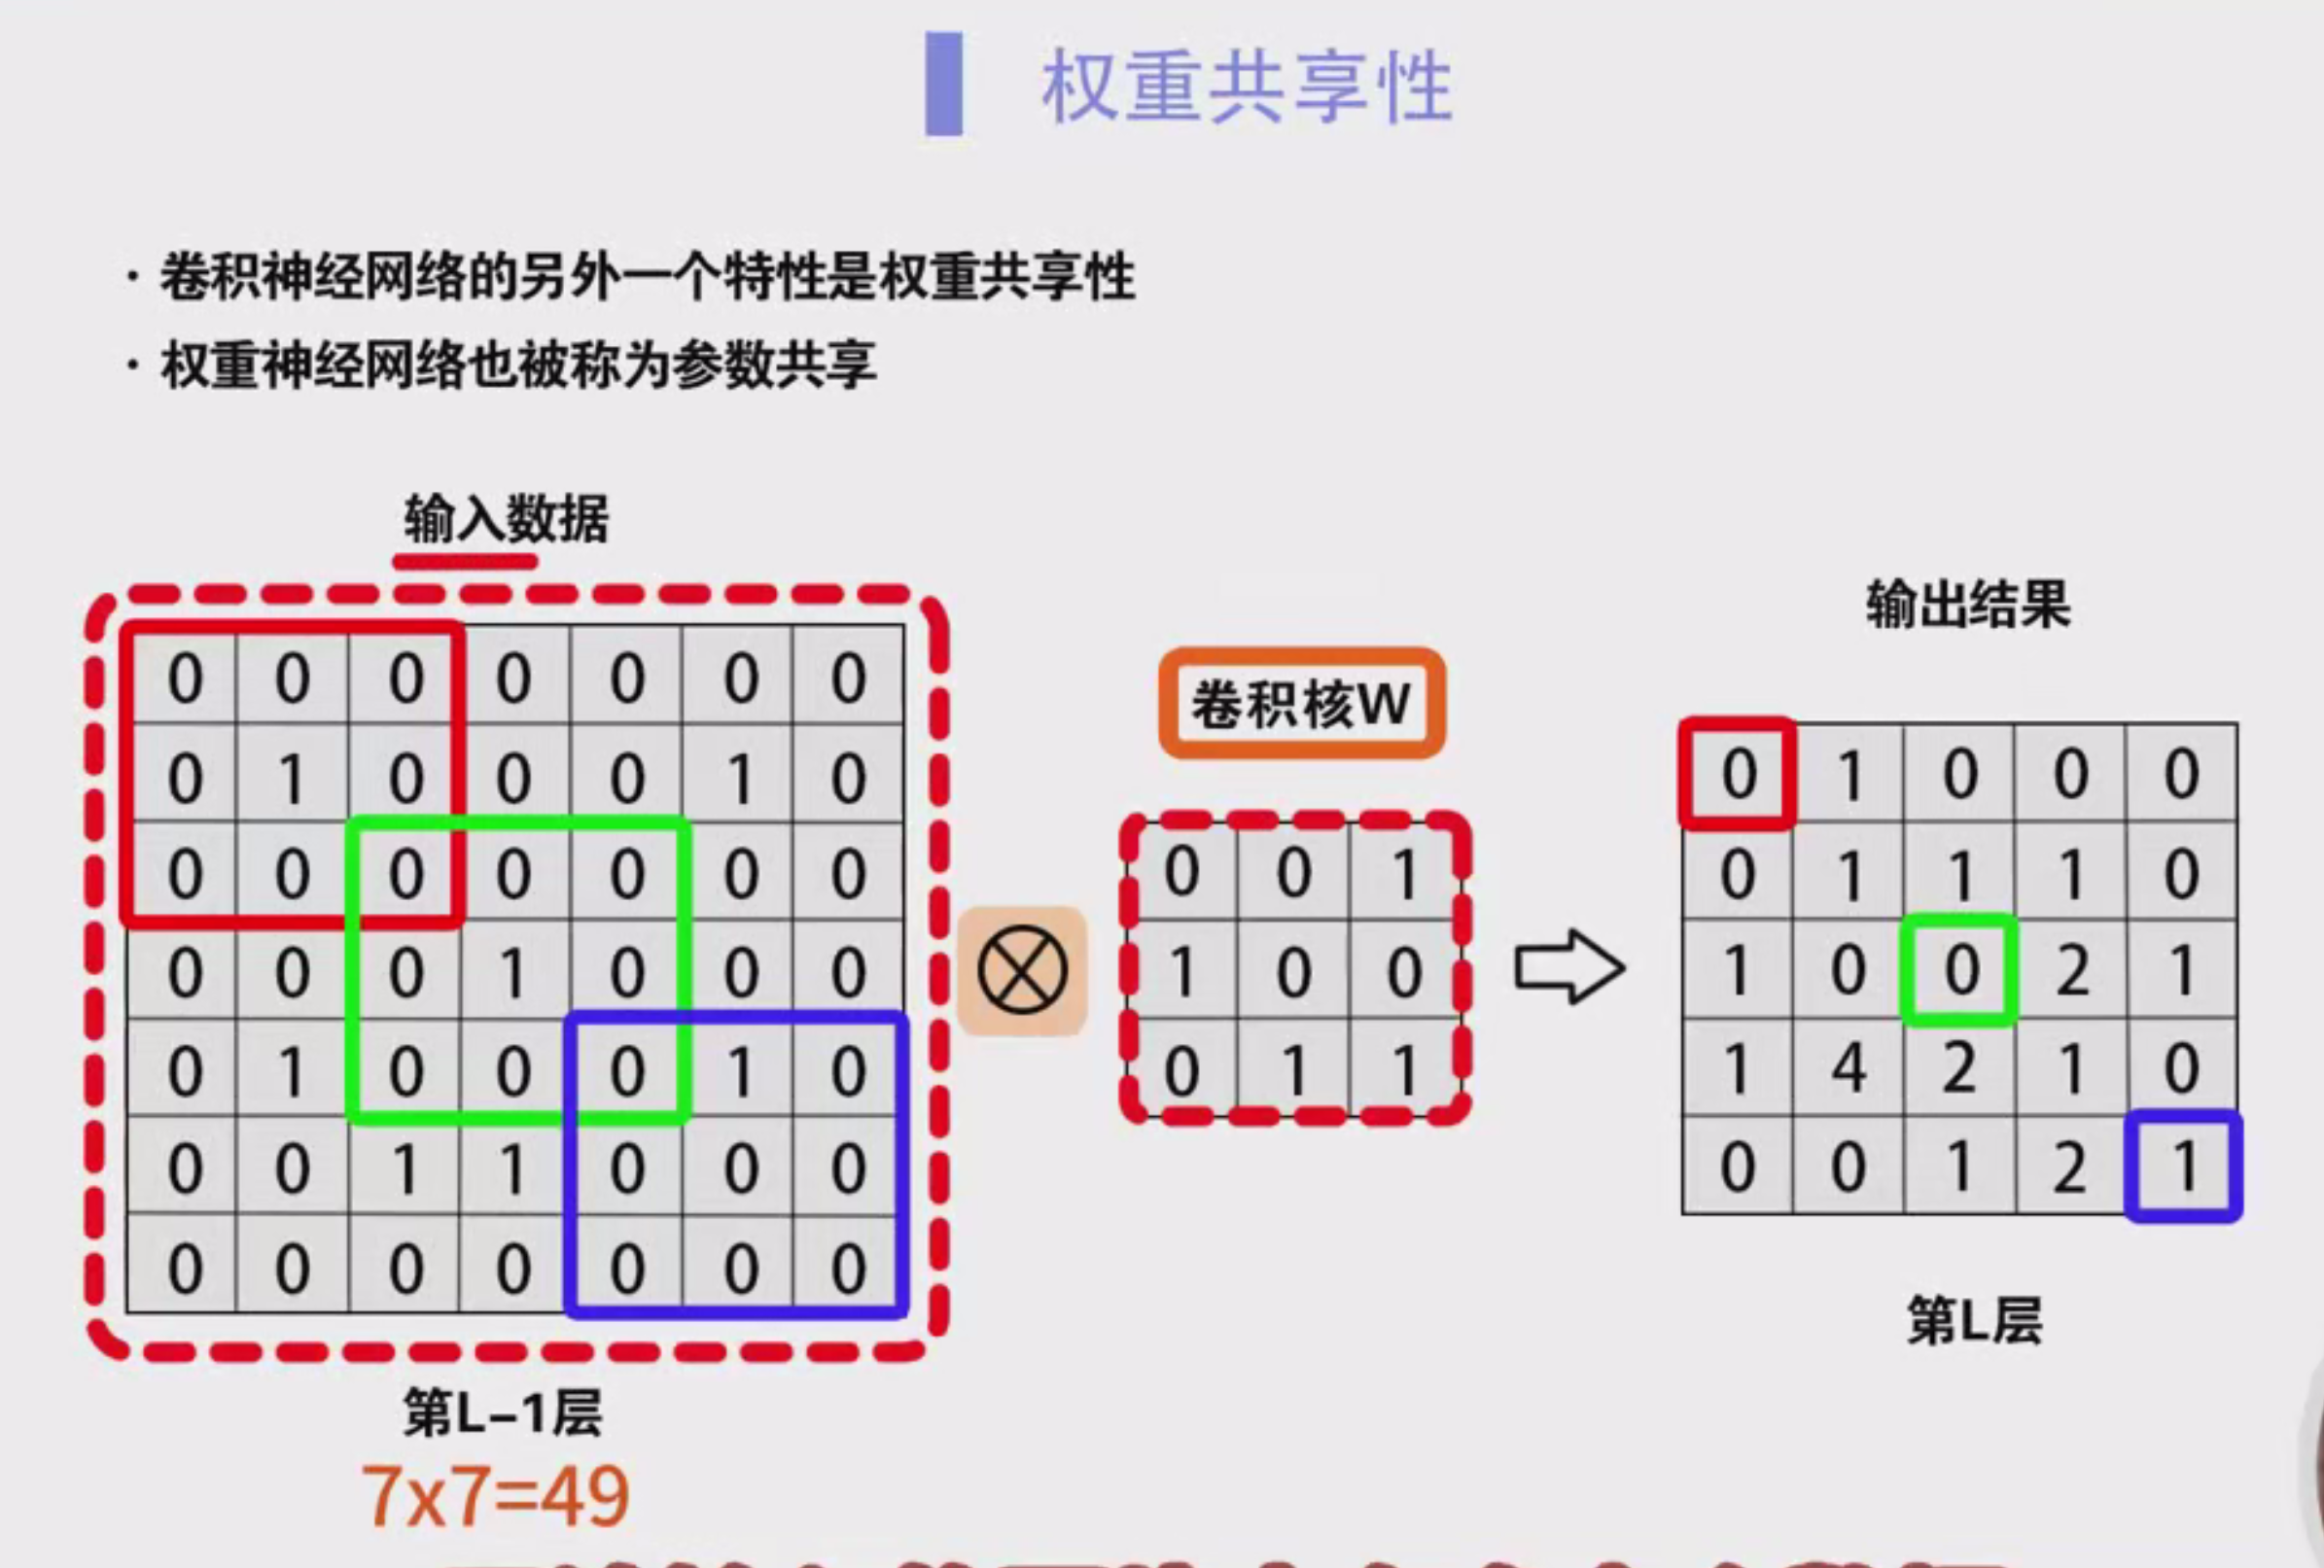 权重共享性
· 卷积神经网络的另外一个特性是权重共享性
· 权重神经网络也被称为参数共享
输入数据
0 0 0 0 0 0 0
0 1 0 0 0 1 0
0 0 0 0 0 0 0
0 0 0 1 0 0 0
0 1 0 0 0 1 0
0 0 1 1 0 0 0
0 0 0 0 0 0 0
第L-1层
7x7=49
卷积核W
0 0 1
1 0 0
0 1 1
输出结果
0 1 0 0 0
0 1 1 1 0
1 0 0 2 1
1 4 2 1 0
0 0 1 2 1
第L层